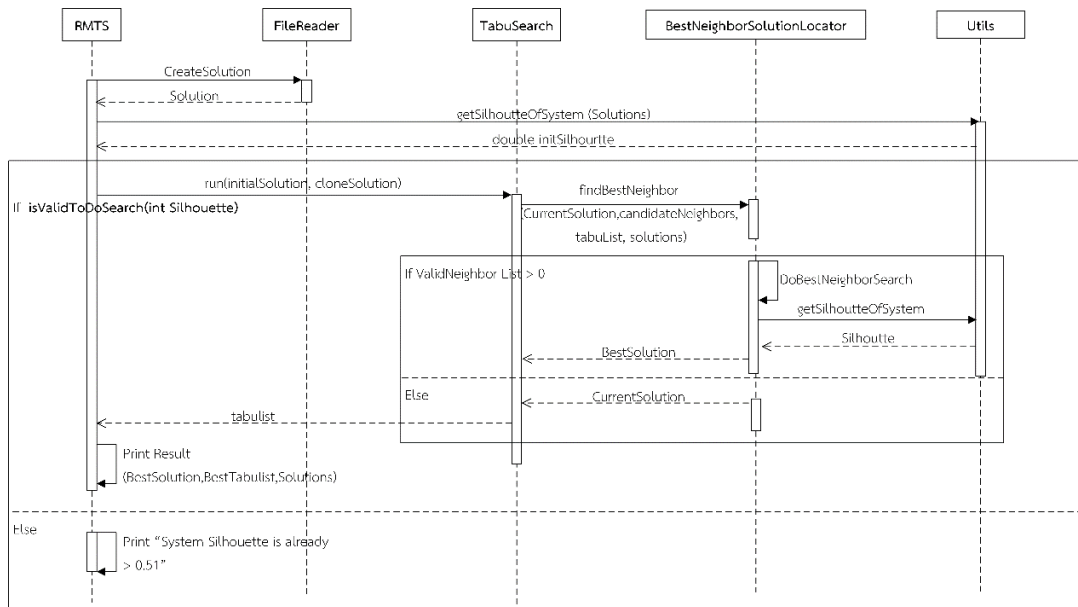 RMTS
FileReader
TabuSearch
BestNeighborSolutionLocator
Utils
CreateSolution
Solution
getSilhoutteOfSystem (Solutions)
double initSilhourtte
run(initialSolution, cloneSolution)
findBestNeighbor
If isValidToDoSearch(int Silhouette)
(CurrentSolution,candidateNeighbors,
tabuList, solutions)
If ValidNeighbor List > 0
DoBestNeighborSearch
getSilhoutteOfSystem
Silhoutte
BestSolution
Else
CurrentSolution
tabulist
Print Result
(BestSolution,BestTabulist,Solutions)
Else
Print “System Silhouette is already
> 0.51”